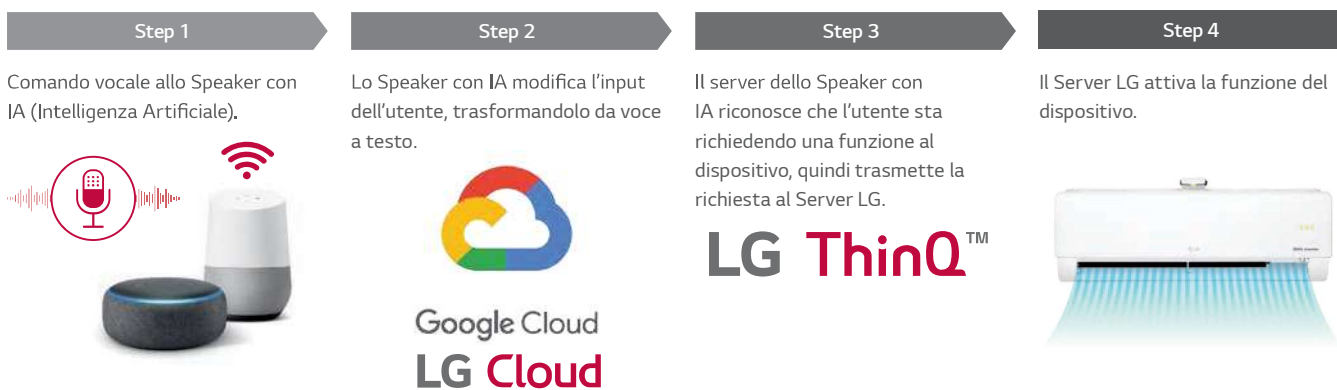 Step 1
Comando vocale allo Speaker con
IA (Intelligenza Artificiale).
Step 2
Lo Speaker con IA modifica l'input
dell'utente, trasformandolo da voce
a testo.
Google Cloud
LG Cloud
Step 3
Il server dello Speaker con
IA riconosce che l'utente sta
richiedendo una funzione al
dispositivo, quindi trasmette la
richiesta al Server LG.
LG ThinQ™
Step 4
Il Server LG attiva la funzione del
dispositivo.